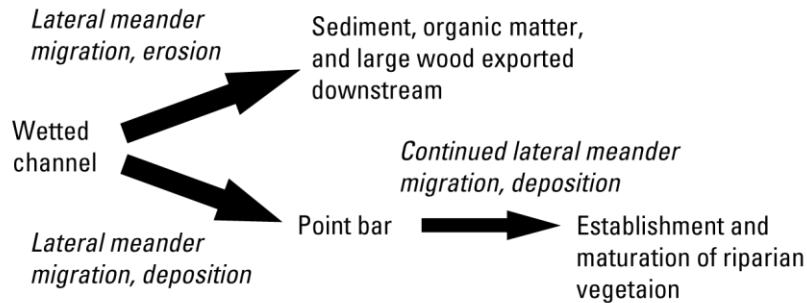 Lateral meander
migration, erosion
Sediment, organic matter,
and large wood exported
downstream
Wetted
channel
Continued lateral meander
migration, deposition
Point bar
Establishment and
maturation of riparian
vegetaion
Lateral meander
migration, deposition